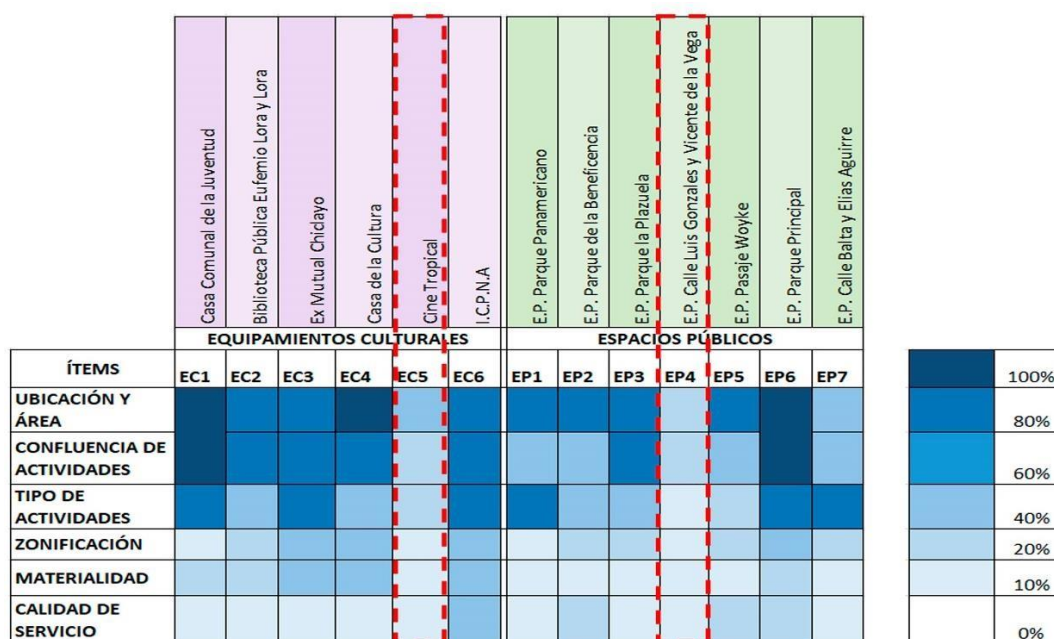 Casa Comunal de la Juventud
Biblioteca Pública Eufemio Lora y Lora
Ex Mutual Chiclayo
Casa de la Cultura
Cine Tropical
I.C.P.N.A
E.P. Parque Panamericano
E.P. Parque de la Beneficencia
E.P. Parque la Plazuela
E.P. Calle Luis Gonzales y Vicente de la Vega
E.P. Pasaje Woyke
E.P. Parque Principal
E.P. Calle Balta y Elias Aguirre
EQUIPAMIENTOS CULTURALES
ESPACIOS PÚBLICOS
ÍTEMS
EC1
EC2
EC3
EC4
EC5
EC6
EP1
EP2
EP3
EP4
EP5
EP6
EP7
UBICACIÓN Y
ÁREA
CONFLUENCIA DE
ACTIVIDADES
TIPO DE
ACTIVIDADES
ZONIFICACIÓN
MATERIALIDAD
CALIDAD DE
SERVICIO
100%
80%
60%
40%
20%
10%
0%